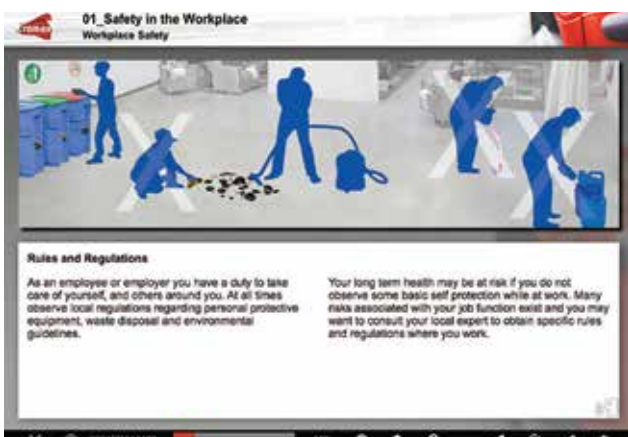 01_Safety in the Workplace
Workplace Safety
Rules and Regulations
As an employee or employer you have a duty to take
care of yourself, and others around you. At all times
observe local regulations regarding personal protective
equipment, waste disposal and environmental
guidelines.
Your long term health may be at risk if you do not
observe some basic self protection while at work. Many
risks associated with your job function exist and you may
want to consult your local expert to obtain specific rules
and regulations where you work.